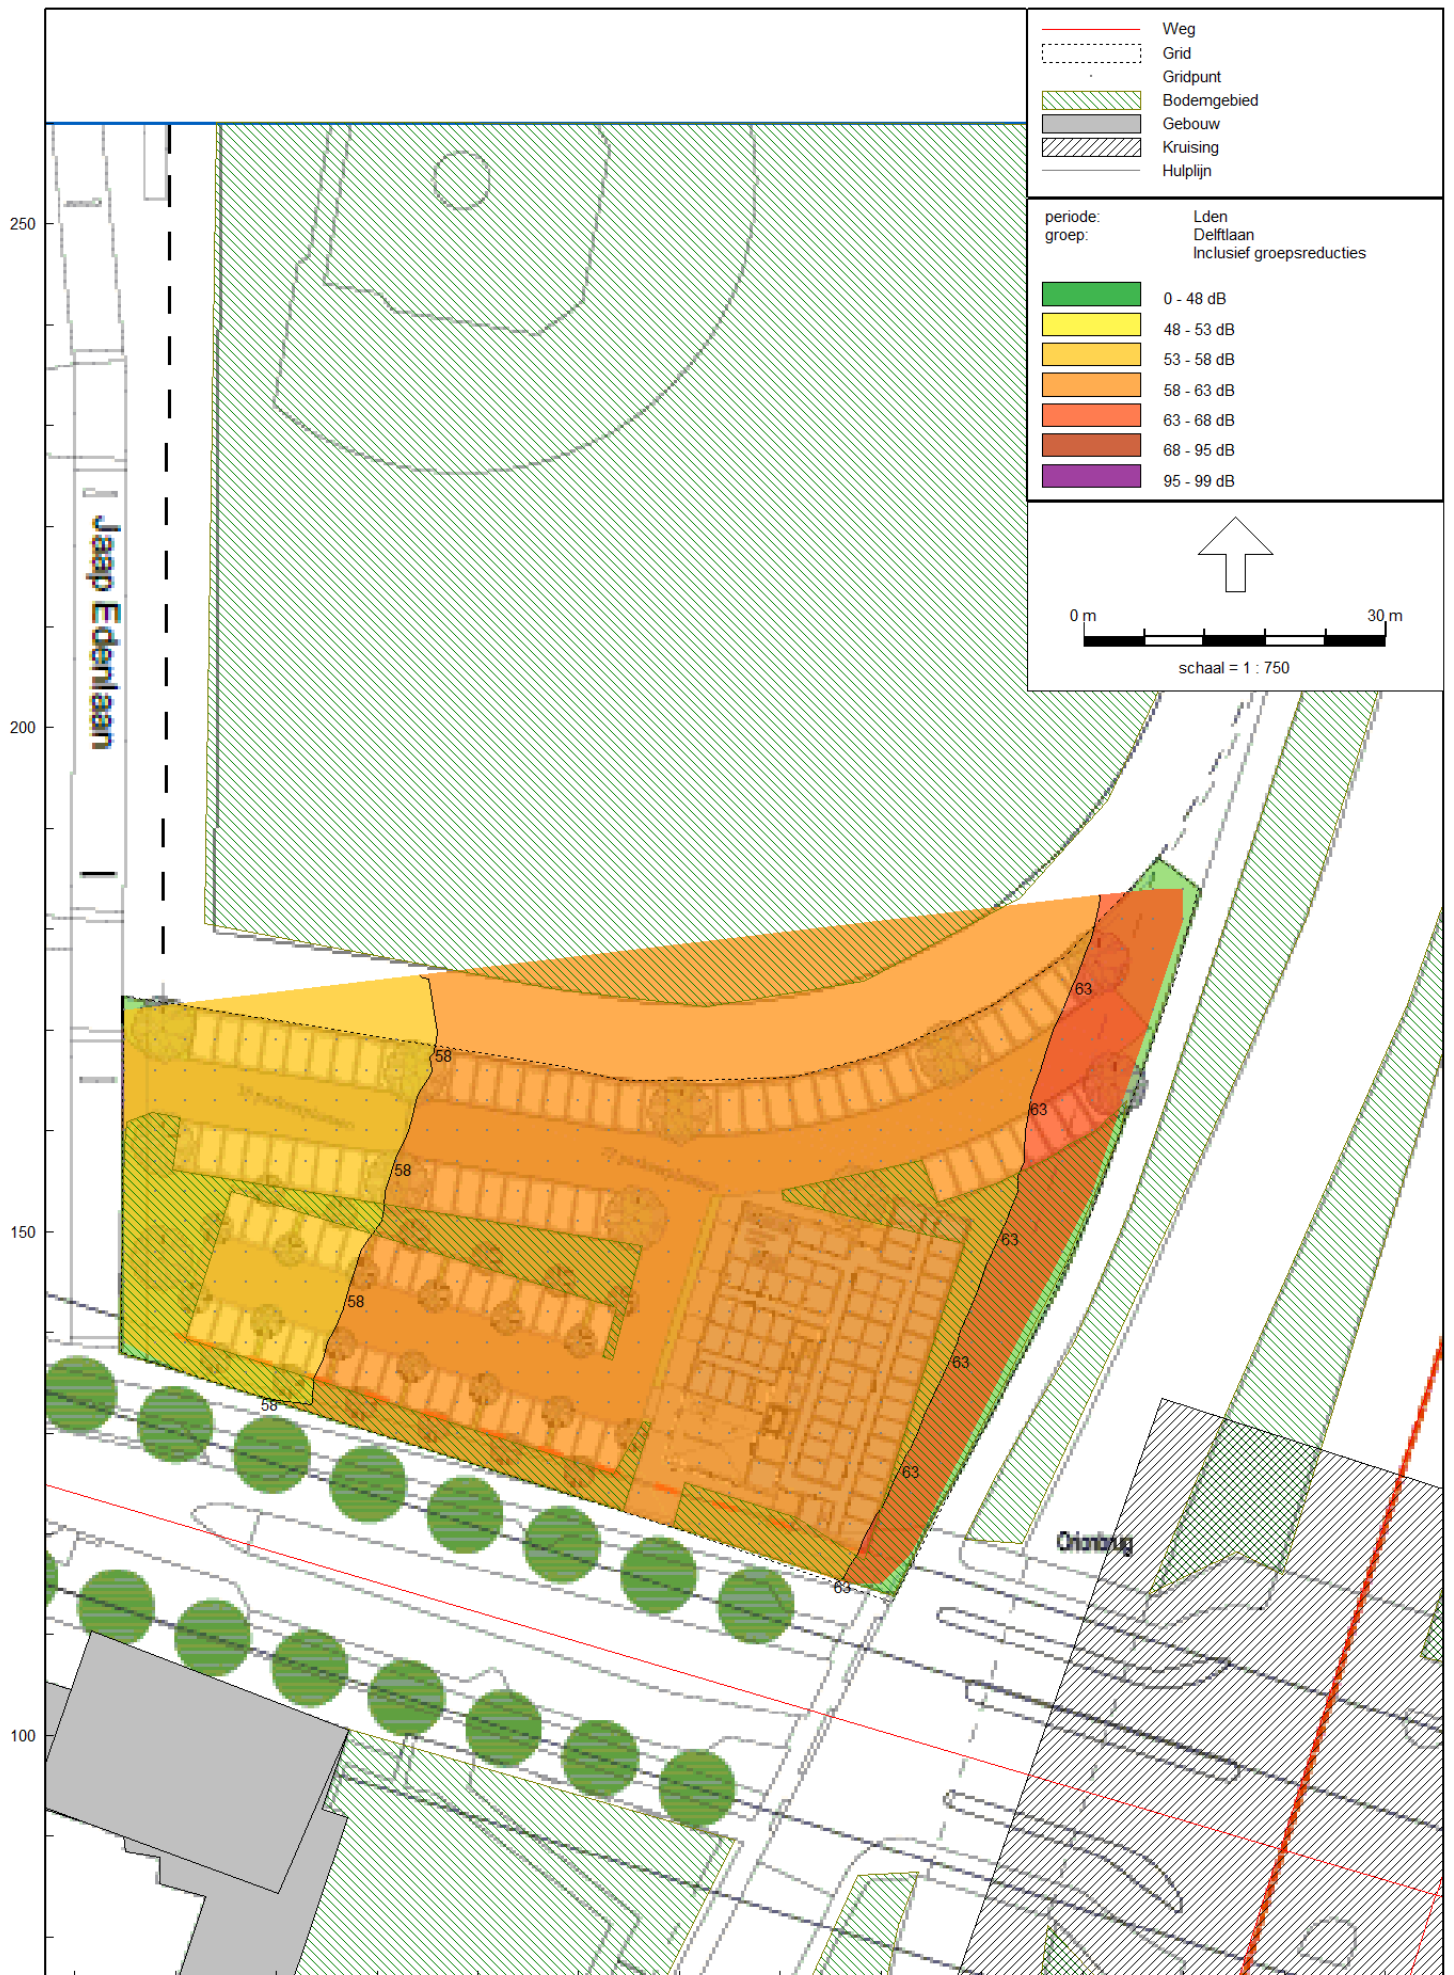 Weg
Grid
Gridpunt
Bodemgebied
Gebouw
Kruising
Hulplijn
periode: Lden
groep: Delftlaan
Inclusief groepsreducties
0 - 48 dB
48 - 53 dB
53 - 58 dB
58 - 63 dB
63 - 68 dB
68 - 95 dB
95 - 99 dB
0 m 30 m
schaal = 1 : 750
250
200
150
100
Jaap Edenlaan
58
58
58
58
63
63
63
63
63
63
Orionbrug